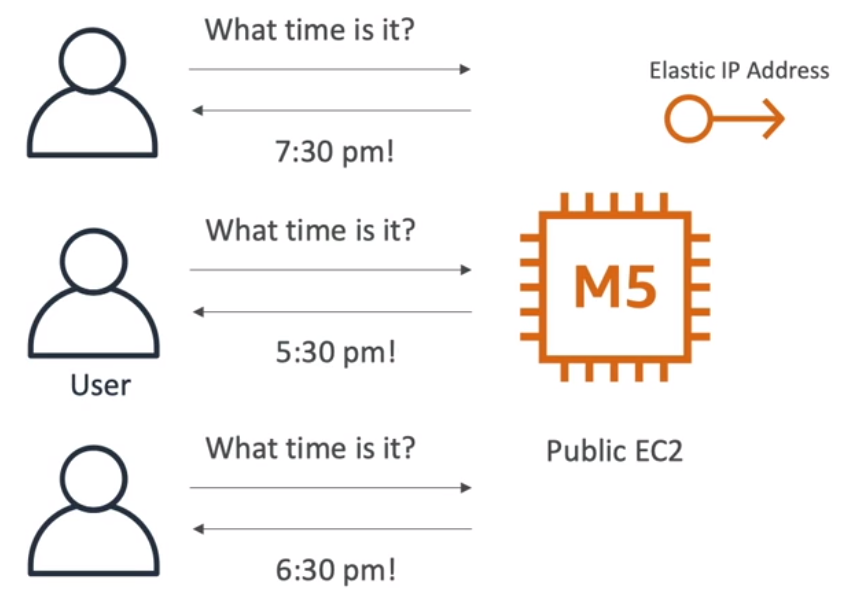 What time is it?
Elastic IP Address
7:30 pm!
What time is it?
M5
5:30 pm!
User
What time is it?
Public EC2
6:30 pm!